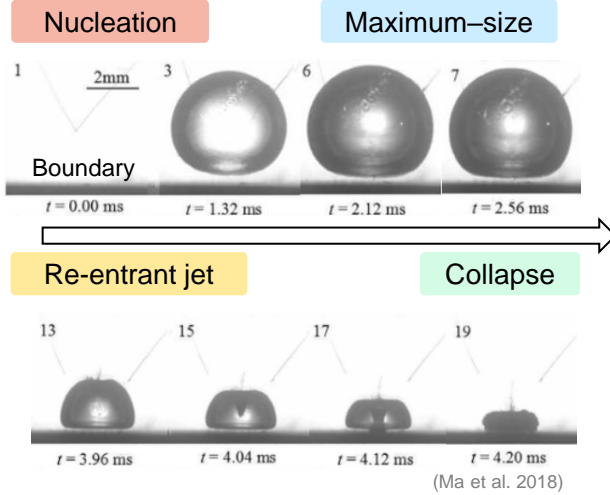 Nucleation
Maximum–size
1
2mm
3
6
7
Boundary
t = 0.00 ms
t = 1.32 ms
t = 2.12 ms
t = 2.56 ms
Re-entrant jet
Collapse
13
15
17
19
t = 3.96 ms
t = 4.04 ms
t = 4.12 ms
t = 4.20 ms
(Ma et al. 2018)